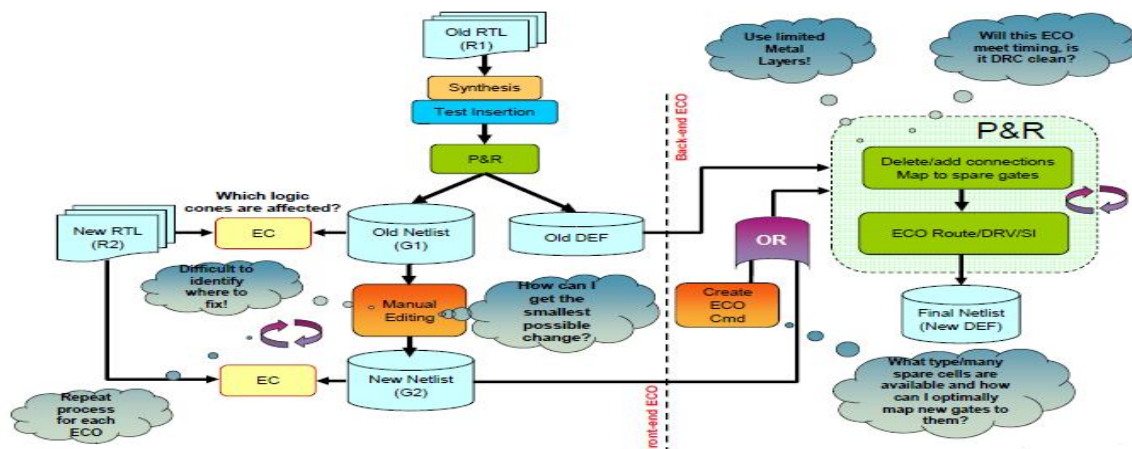 Old RTL
(R1)
Synthesis
Test Insertion
P&R
Which logic
cones are affected?
New RTL
(R2)
EC
Old Netlist
(G1)
Old DEF
Difficult to
identify
where to
fix!
Manual
Editing
How can I
get the
smallest
possible
change?
EC
New Netlist
(G2)
Repeat
process
for each
ECO
Back-end ECO
ront-end ECO
Use limited
Metal
Layers!
Will this ECO
meet timing, is
it DRC clean?
P&R
Delete/add connections
Map to spare gates
ECO Route/DRV/SI
OR
Create
ECO
Cmd
Final Netlist
(New DEF)
What type/many
spare cells are
available and how
can I optimally
map new gates to
them?